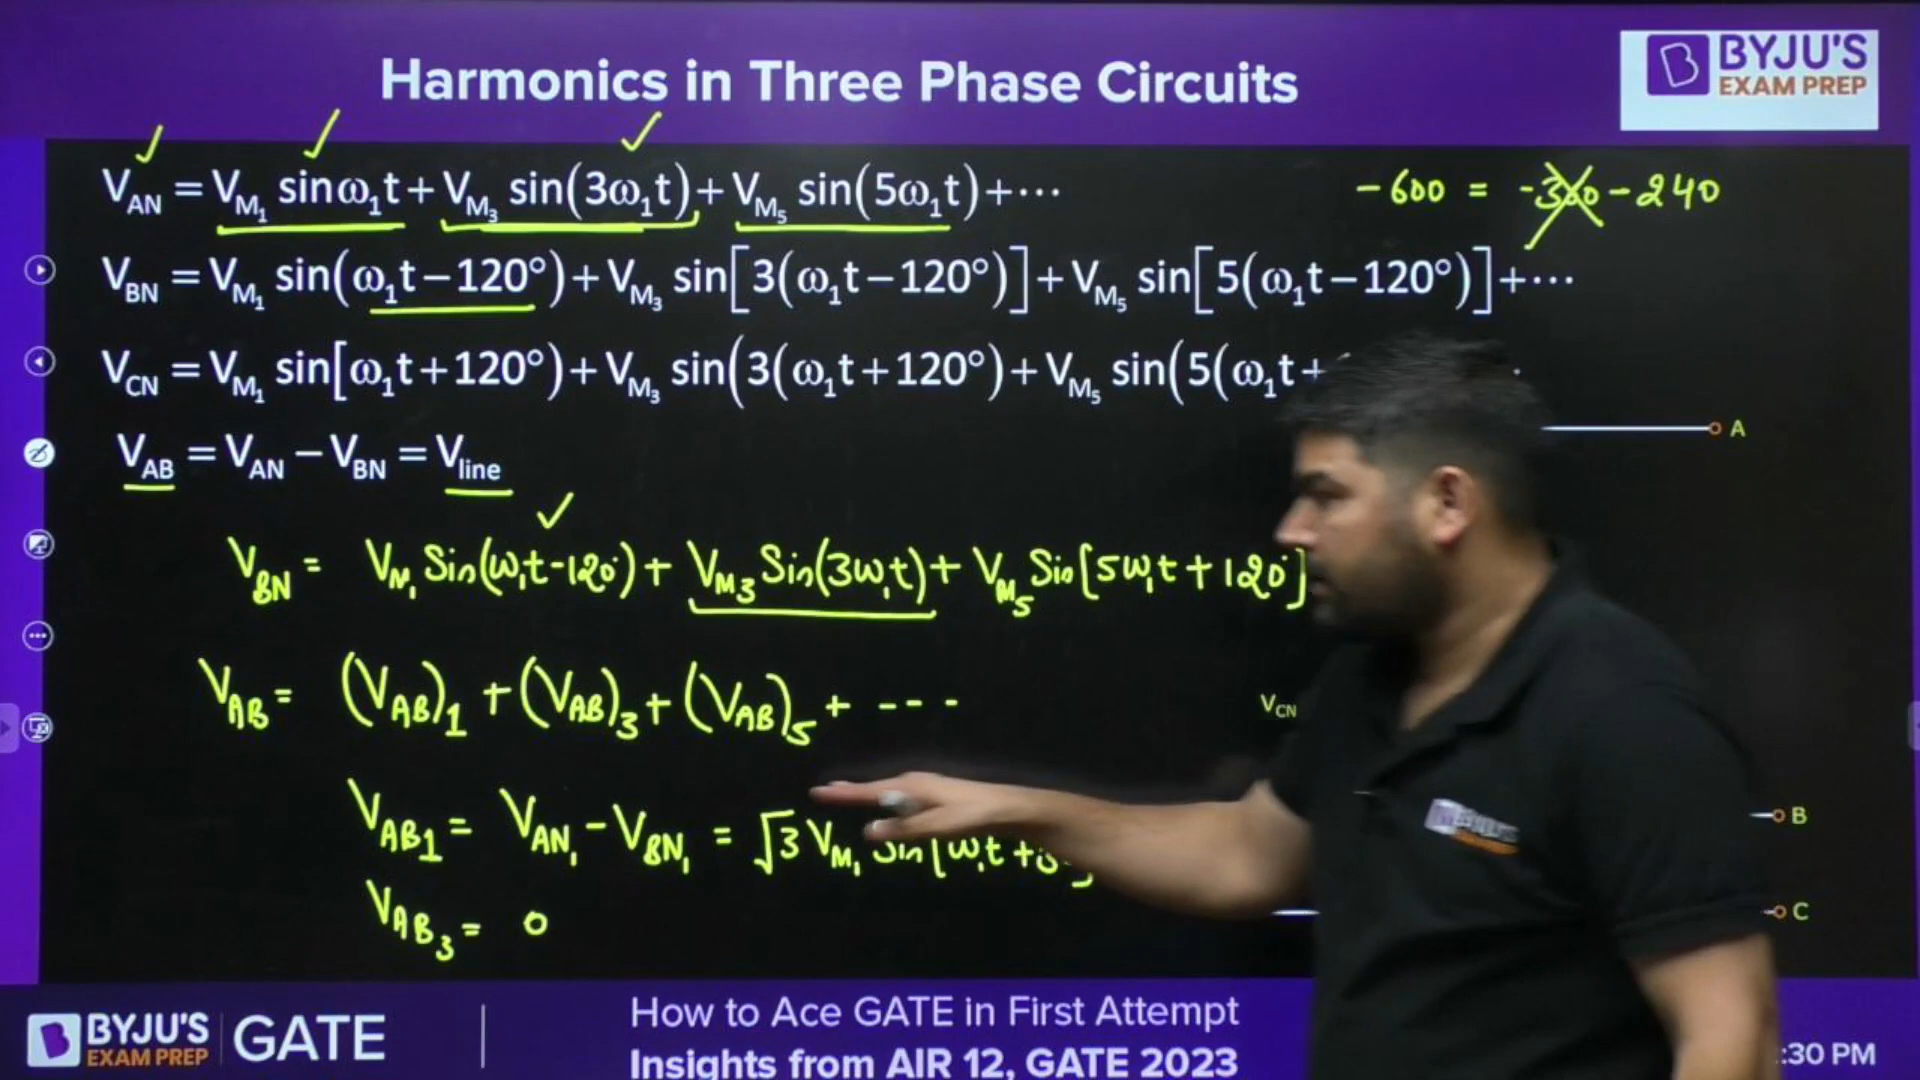 Harmonics in Three Phase Circuits
BYJU'S
EXAM PREP
V_AN = V_M₁ sinω₁t + V_M₃ sin(3ω₁t) + V_M₅ sin(5ω₁t) + ⋯
-600 = -360 -240
V_BN = V_M₁ sin(ω₁t−120°) + V_M₃ sin[3(ω₁t−120°)] + V_M₅ sin[5(ω₁t−120°)] + ⋯
V_CN = V_M₁ sin[ω₁t+120°) + V_M₃ sin(3(ω₁t+120°) + V_M₅ sin(5(ω₁t+
A
V_AB = V_AN − V_BN = V_line
V_BN = V_M₁ Sin(ω₁t-120°) + V_M₃ Sin(3ω₁t) + V_M₅ Sin[5ω₁t + 120°]
V_AB = (V_AB)₁ + (V_AB)₃ + (V_AB)₅ + ----
V_CN
V_AB1 = V_AN₁ - V_BN₁ = √3 V_M₁ Sin[ω₁t +
B
V_AB₃ = 0
C
BYJU'S
EXAM PREP
GATE
How to Ace GATE in First Attempt
Insights from AIR 12, GATE 2023
:30 PM